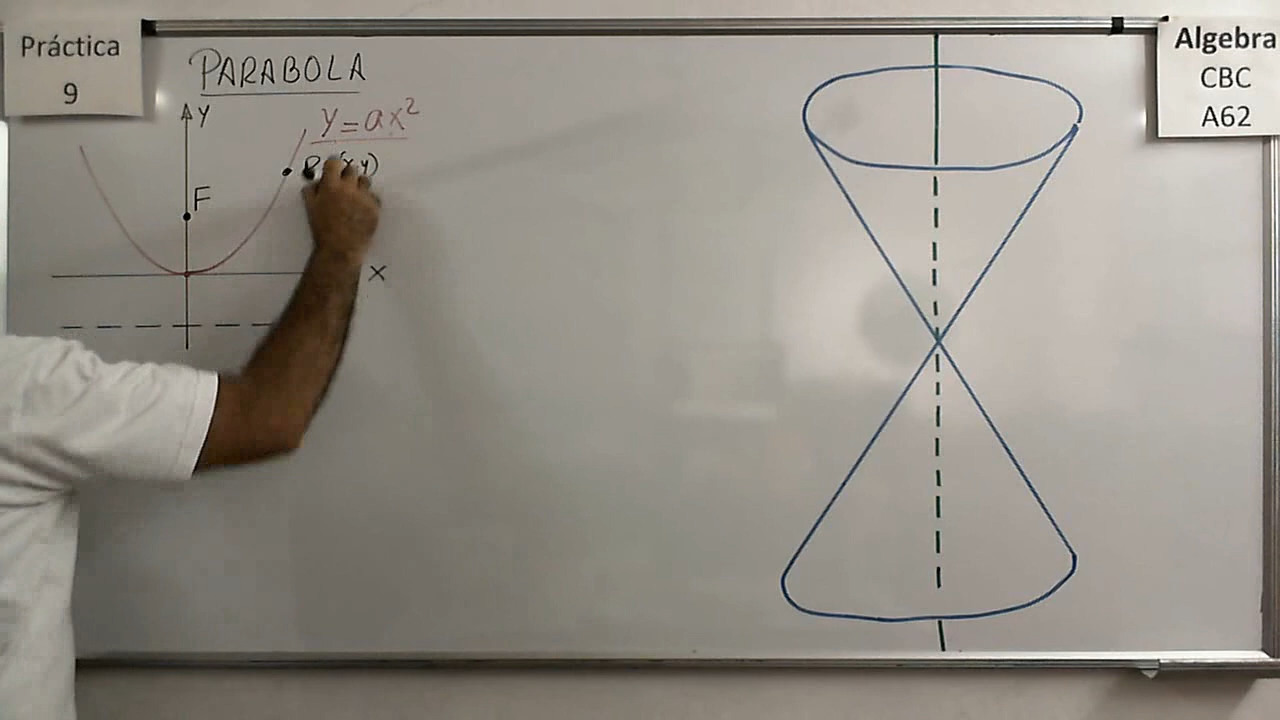 Práctica
9
PARABOLA
y=ax²
Y
F
X
Algebra
CBC
A62